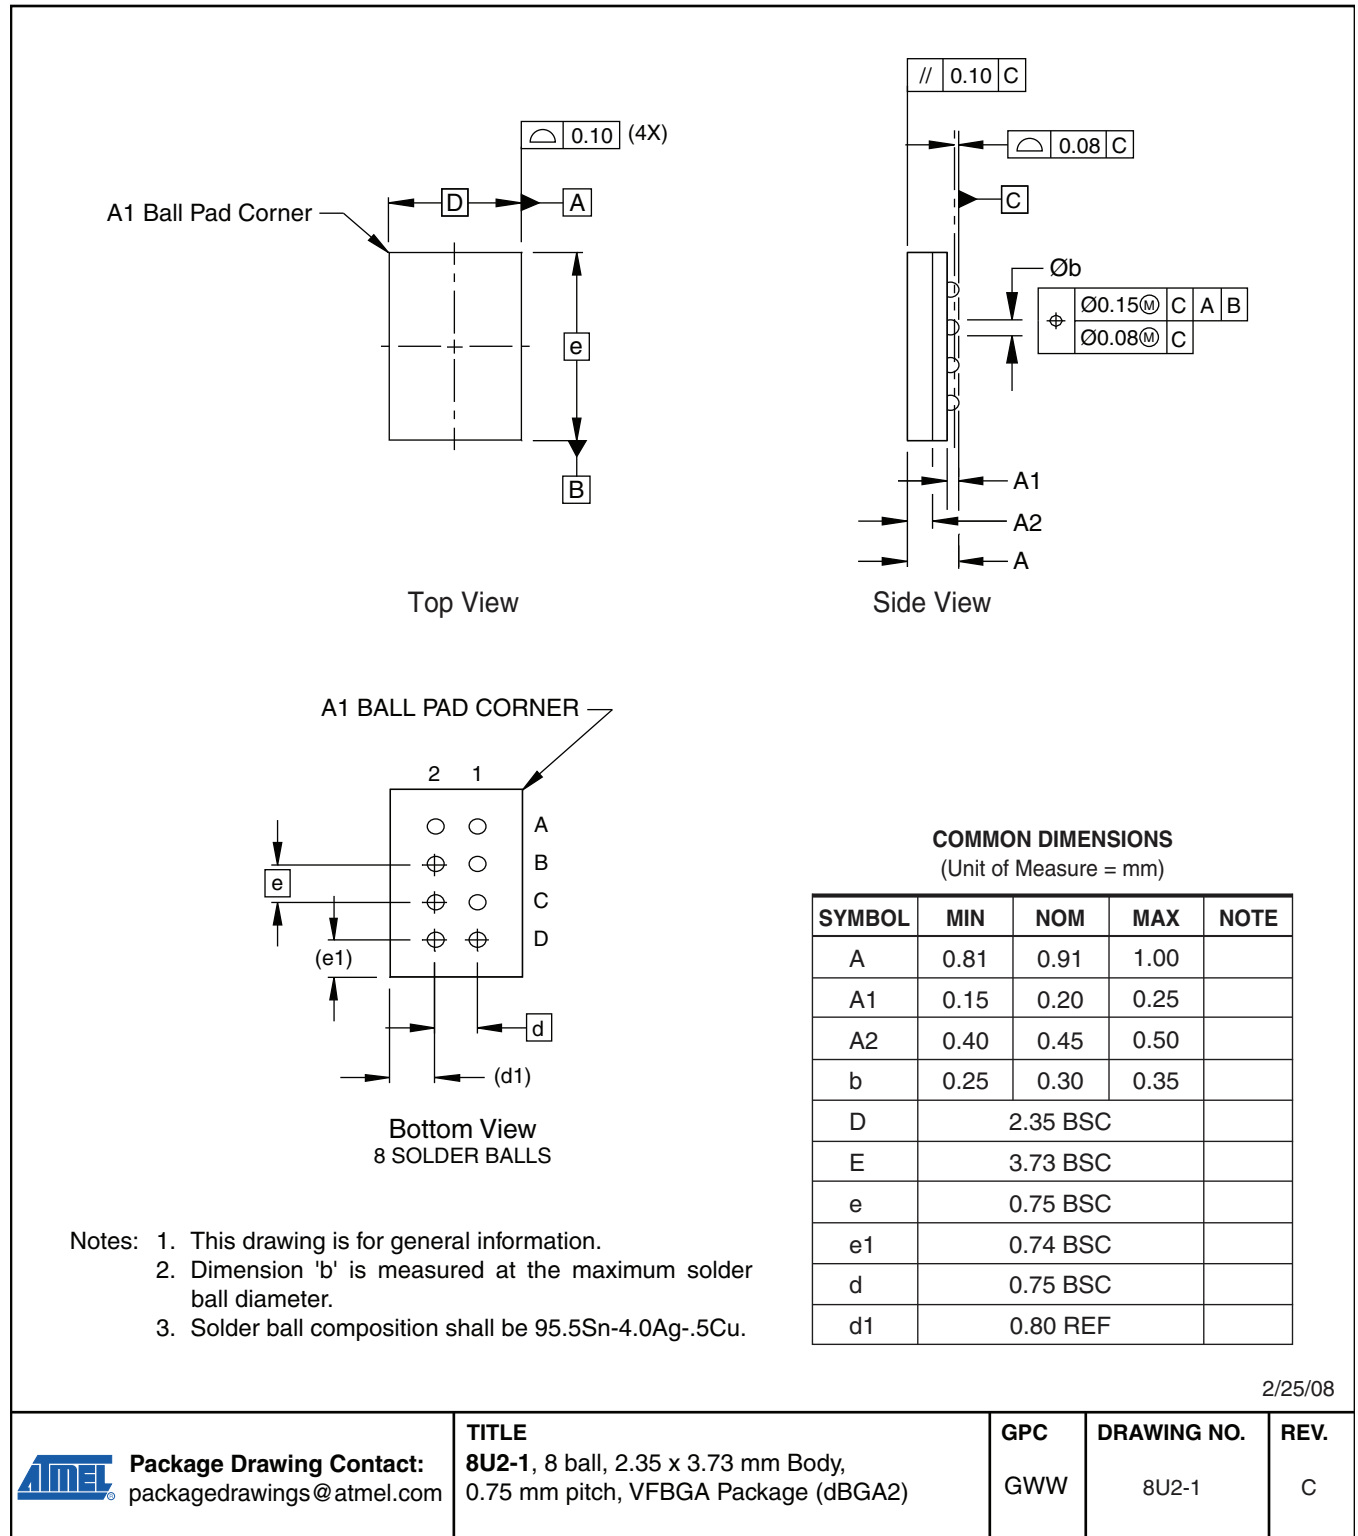 // 0.10 C
⌓ 0.10 (4X)
⌓ 0.08 C
A1 Ball Pad Corner
D
A
C
Øb
Ø0.15Ⓜ C A B
Ø0.08Ⓜ C
e
B
A1
A2
A
Top View
Side View
A1 BALL PAD CORNER
2 1
A
B
e
C
D
(e1)
d
(d1)
Bottom View
8 SOLDER BALLS
COMMON DIMENSIONS
(Unit of Measure = mm)
SYMBOL MIN NOM MAX NOTE
A 0.81 0.91 1.00
A1 0.15 0.20 0.25
A2 0.40 0.45 0.50
b 0.25 0.30 0.35
D 2.35 BSC
E 3.73 BSC
e 0.75 BSC
e1 0.74 BSC
d 0.75 BSC
d1 0.80 REF
Notes: 1. This drawing is for general information.
2. Dimension 'b' is measured at the maximum solder
ball diameter.
3. Solder ball composition shall be 95.5Sn-4.0Ag-.5Cu.
2/25/08
ATMEL ®
Package Drawing Contact:
packagedrawings@atmel.com
TITLE
8U2-1, 8 ball, 2.35 x 3.73 mm Body,
0.75 mm pitch, VFBGA Package (dBGA2)
GPC
GWW
DRAWING NO.
8U2-1
REV.
C